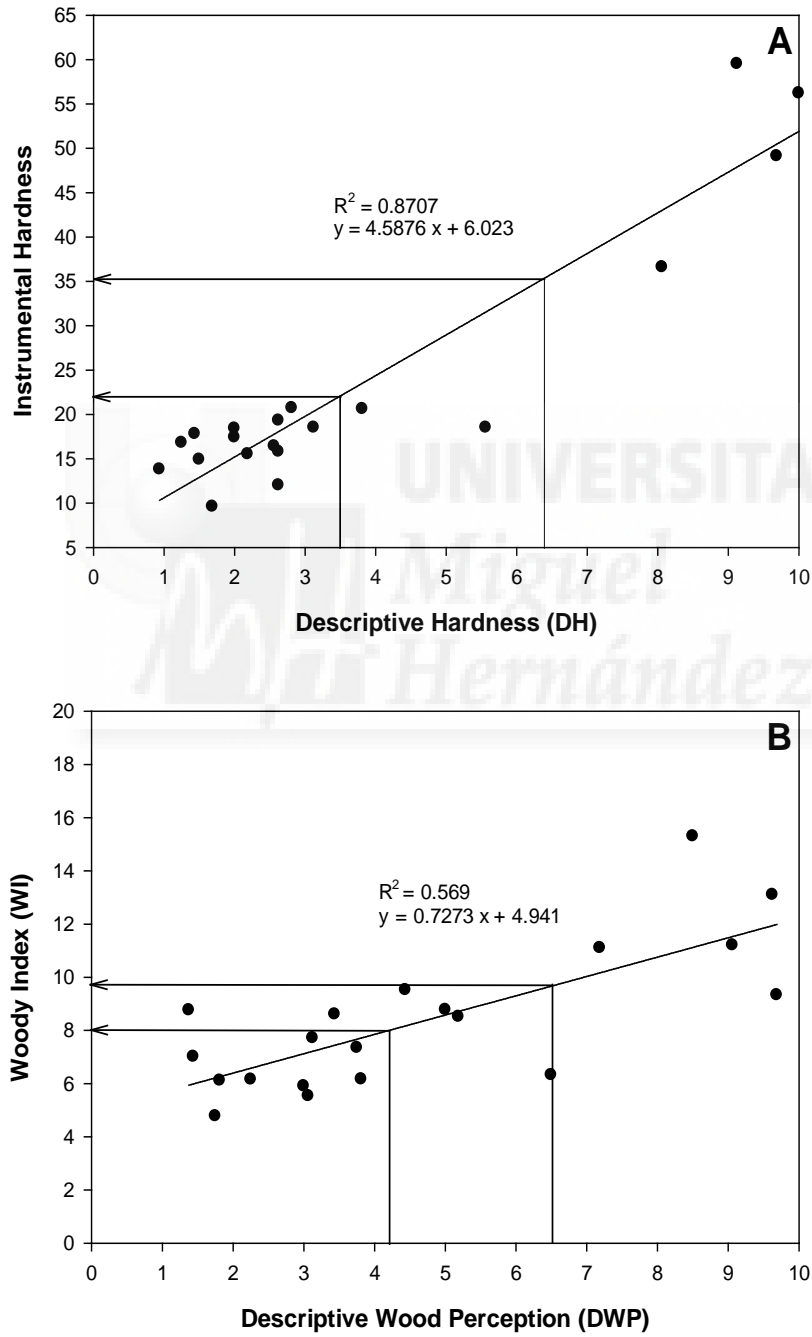 A
65
60
55
50
45
40
35
30
25
20
15
10
5
Instrumental Hardness
R² = 0.8707
y = 4.5876 x + 6.023
0 1 2 3 4 5 6 7 8 9 10
Descriptive Hardness (DH)
UNIVERSITA
Miguel
Hernández
B
20
18
16
14
12
10
8
6
4
2
0
Woody Index (WI)
R² = 0.569
y = 0.7273 x + 4.941
0 1 2 3 4 5 6 7 8 9 10
Descriptive Wood Perception (DWP)